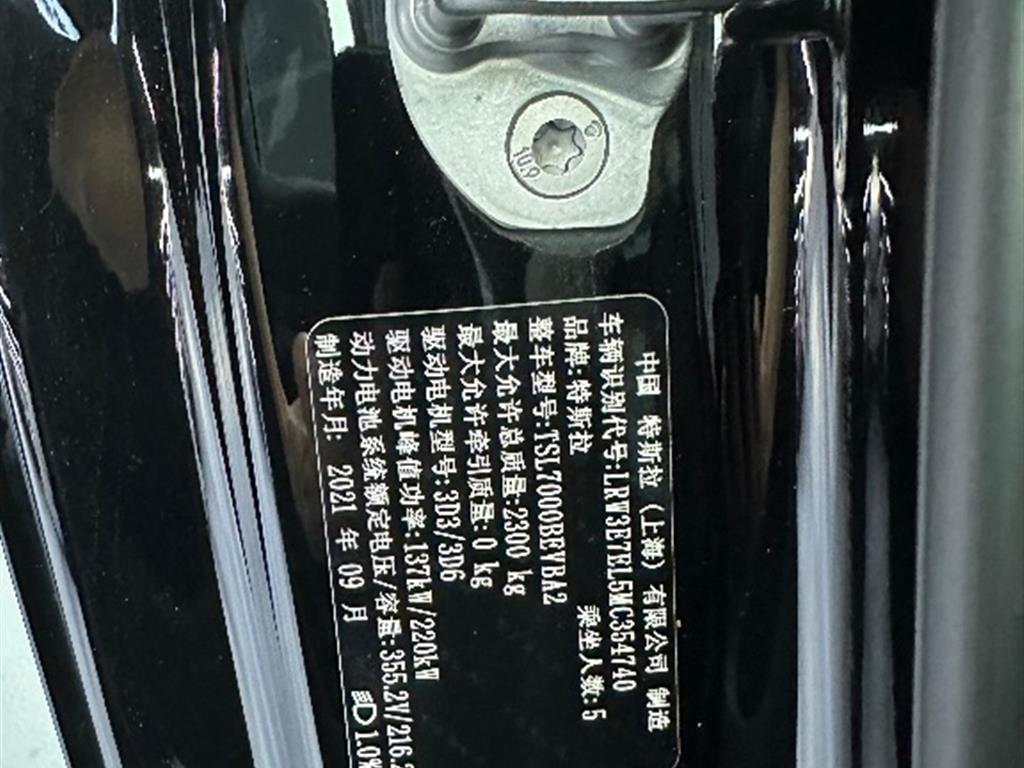 10.9
中国 特斯拉(上海)有限公司 制造
车辆识别代号:LRW3E7EL5MC354740
品牌:特斯拉 乘坐人数:5
整车型号:TSL7000BEVBA2
最大允许总质量:2300 kg
最大允许牵引质量:0 kg
驱动电机型号:3D3/3D6
驱动电机峰值功率:137kW/220kW
动力电池系统额定电压/容量:355.2V/216.
制造年月: 2021 年 09 月 1.0%